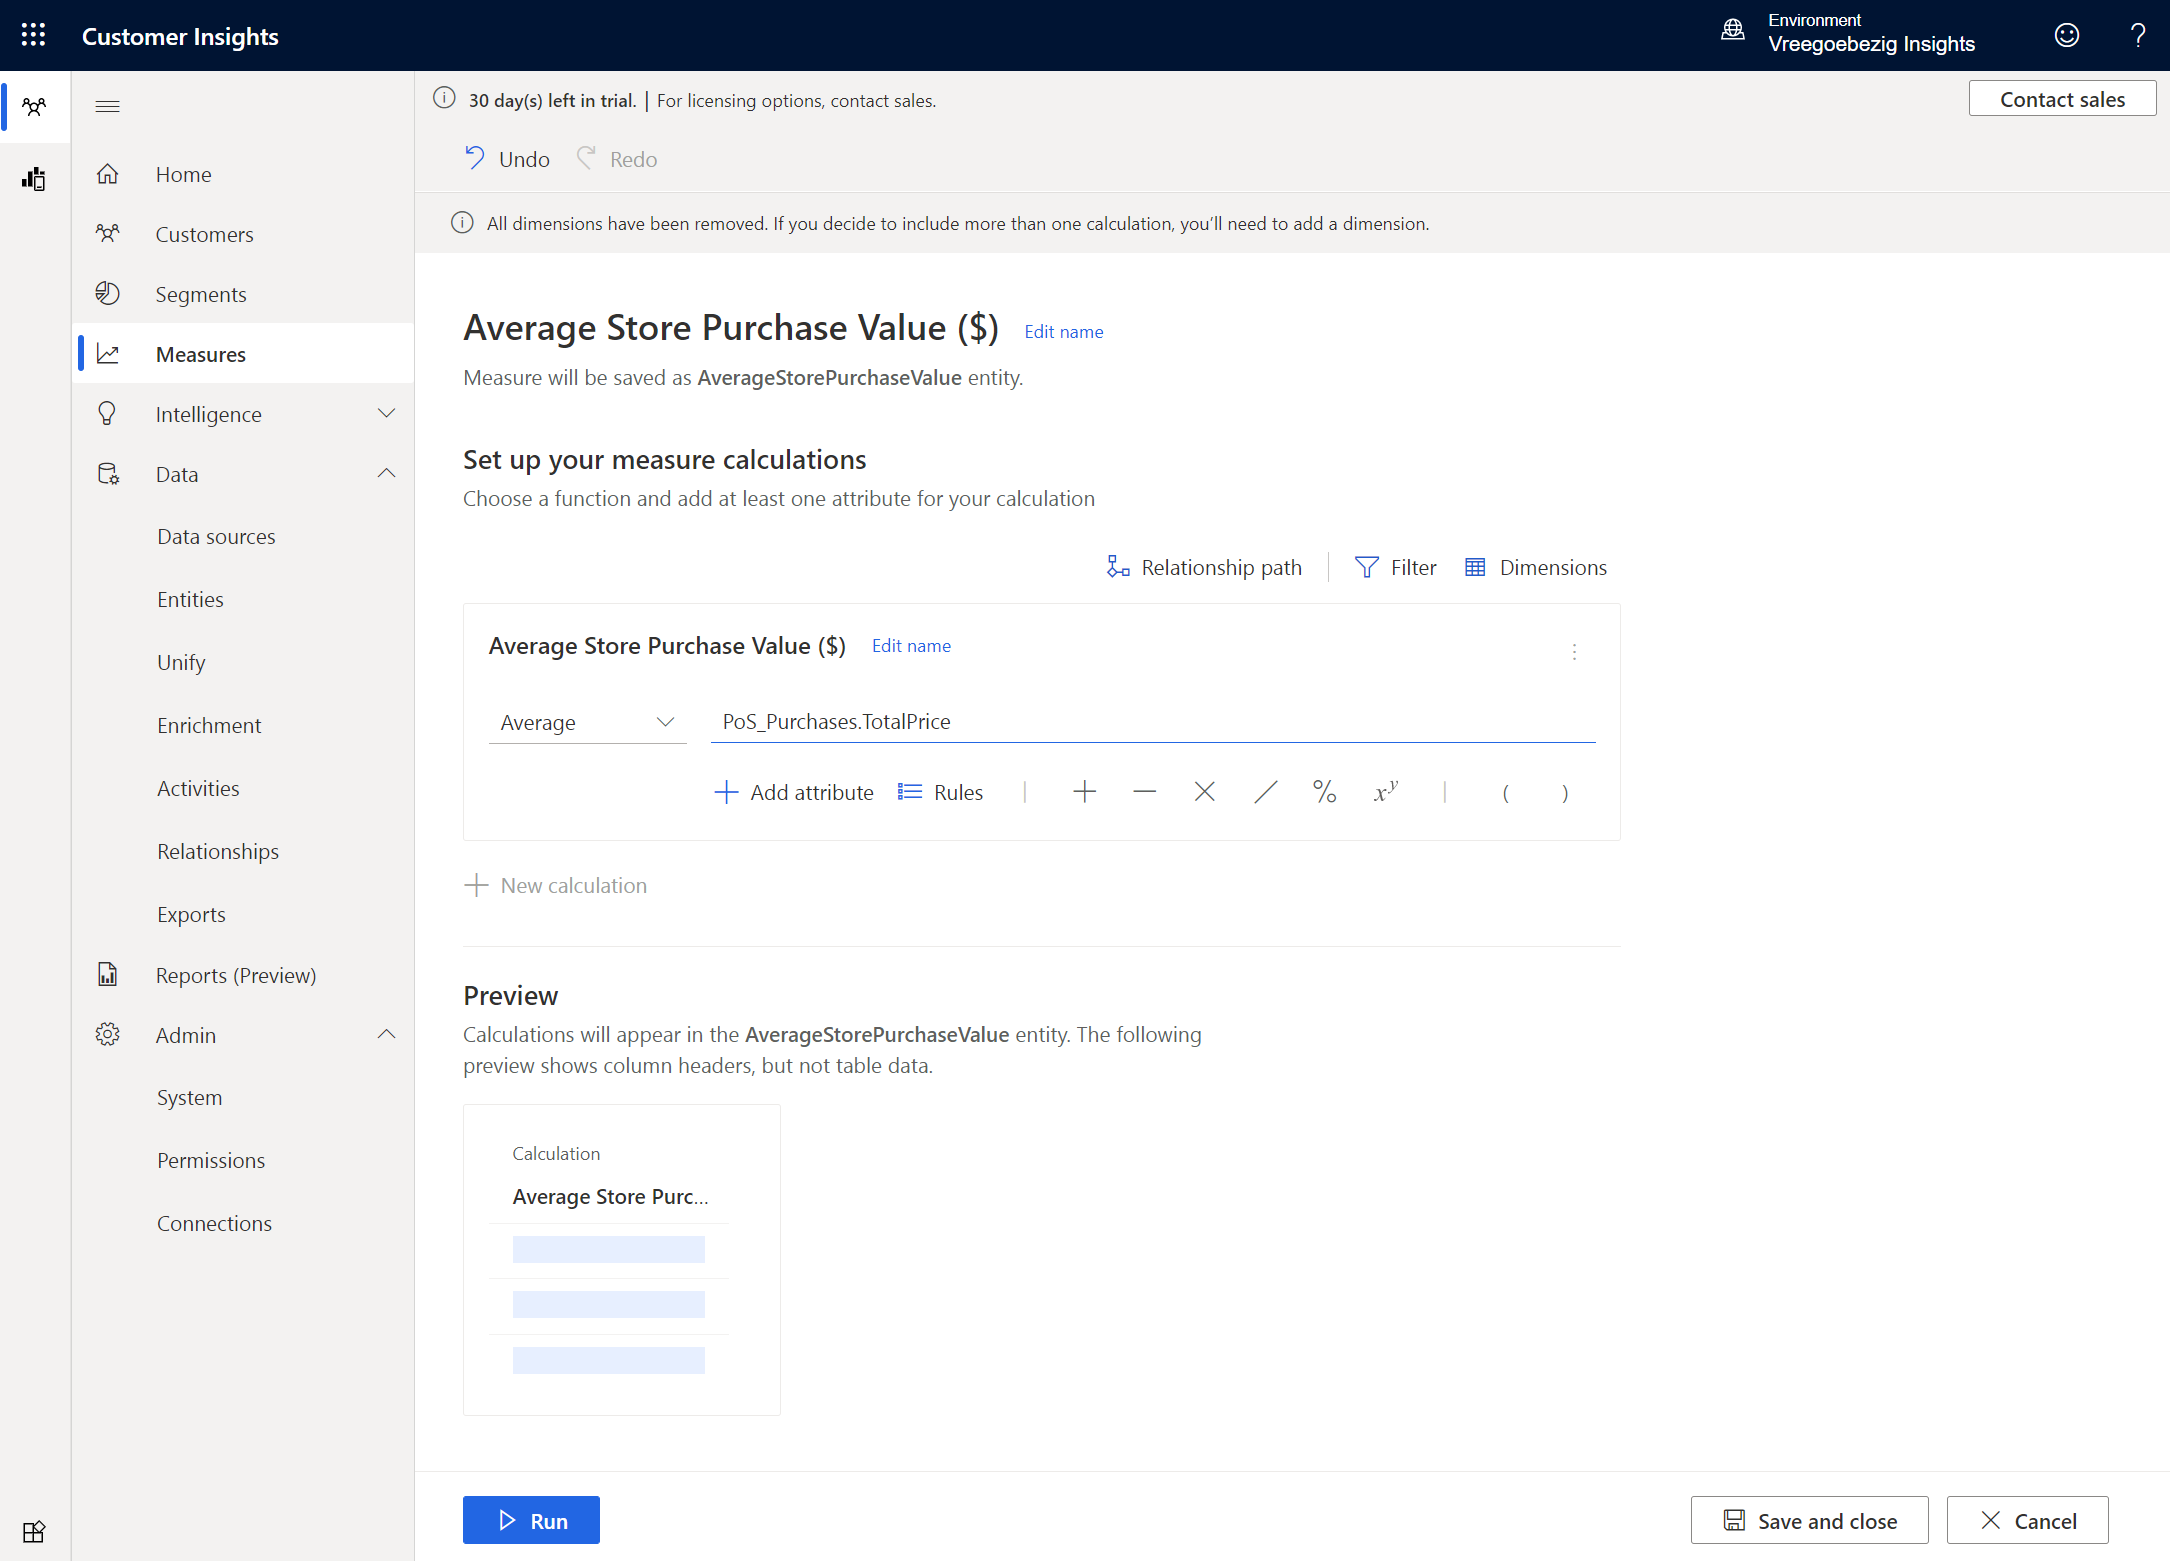 Customer Insights
Environment
Vreegoebezig Insights
?
30 day(s) left in trial. | For licensing options, contact sales.
Contact sales
Undo
Redo
All dimensions have been removed. If you decide to include more than one calculation, you'll need to add a dimension.
Home
Customers
Segments
Measures
Intelligence
Data
Data sources
Entities
Unify
Enrichment
Activities
Relationships
Exports
Reports (Preview)
Admin
System
Permissions
Connections
Average Store Purchase Value ($) Edit name
Measure will be saved as AverageStorePurchaseValue entity.
Set up your measure calculations
Choose a function and add at least one attribute for your calculation
Relationship path | Filter Dimensions
Average Store Purchase Value ($) Edit name
Average PoS_Purchases.TotalPrice
Add attribute Rules | + — × / % x^y | ( )
New calculation
Preview
Calculations will appear in the AverageStorePurchaseValue entity. The following
preview shows column headers, but not table data.
Calculation
Average Store Purc...
Run
Save and close
Cancel